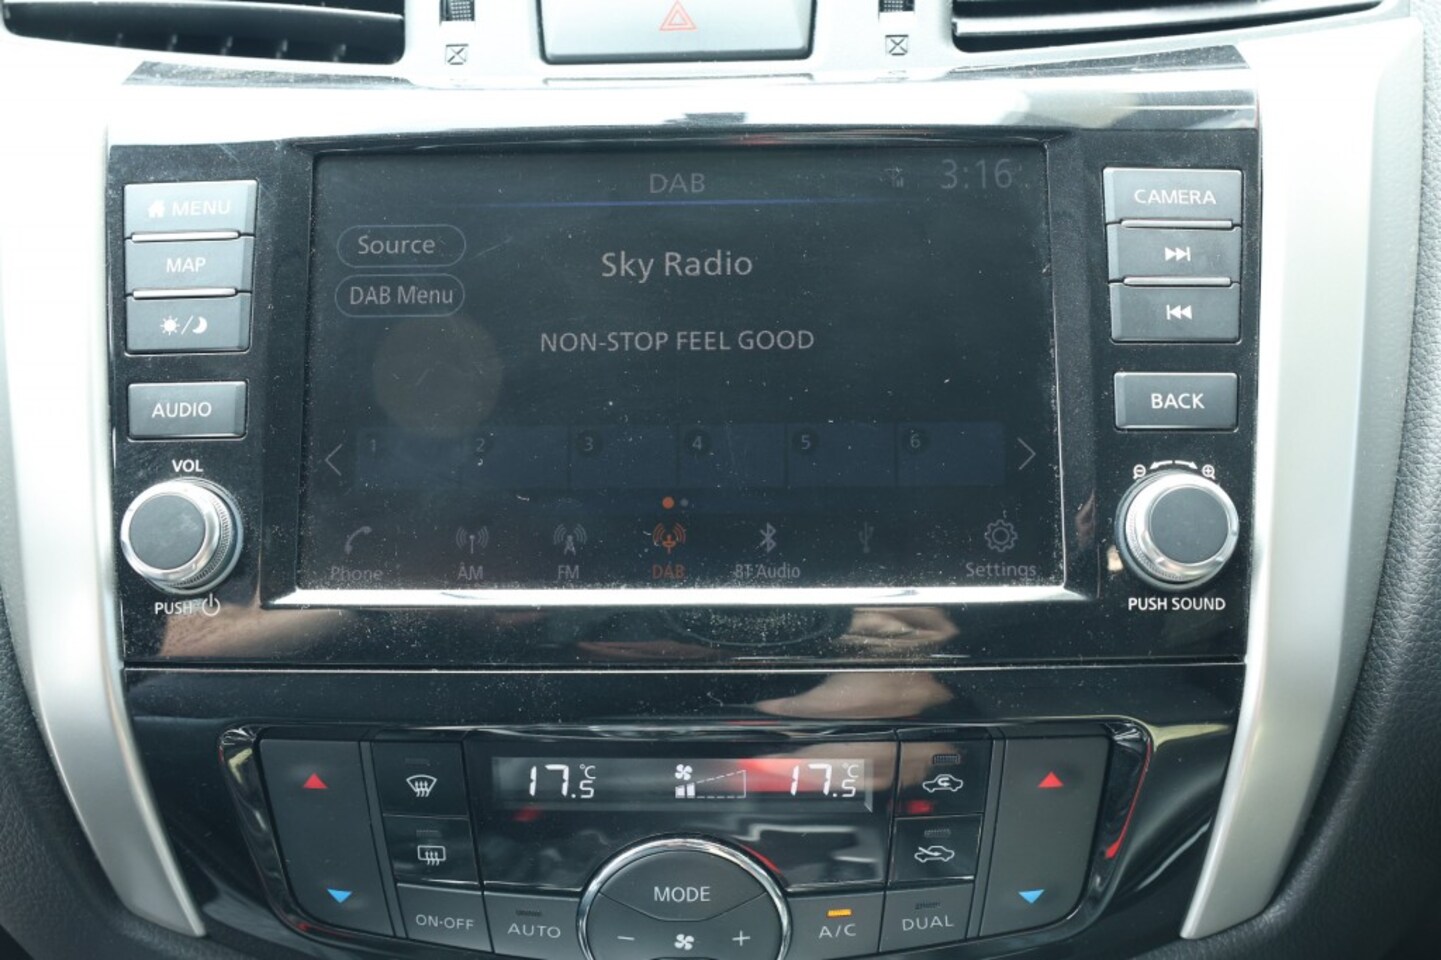 DAB
3:16
MENU
CAMERA
Source
MAP
Sky Radio
DAB Menu
NON-STOP FEEL GOOD
AUDIO
BACK
1 2 3 4 5 6
VOL
Phone AM FM DAB BT Audio Settings
PUSH
PUSH SOUND
17.5°C
17.5°C
MODE
ON-OFF
AUTO
A/C
DUAL
- +